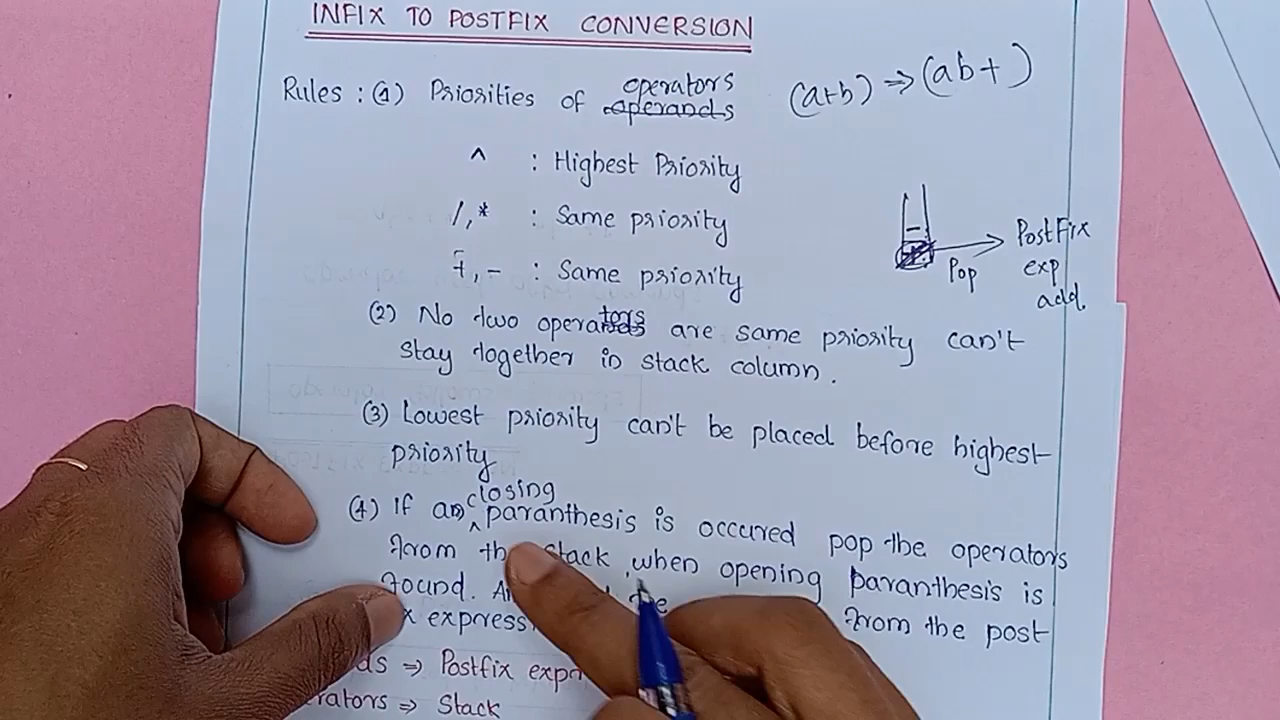 INFIX TO POSTFIX CONVERSION
operators
Rules : (1) Priorities of operands
(a+b) ⇒ (ab+)
^ : Highest Priority
/,* : Same priority
+,- : Same priority
-
+
Pop
PostFix
exp
add
(2) No two operators are same priority can't
stay together in stack column.
(3) Lowest priority can't be placed before highest
priority
closing
(4) If an ^ paranthesis is occured pop the operators
from the stack when opening paranthesis is
found. from the post
x express
ds ⇒ Postfix expr
rators ⇒ Stack